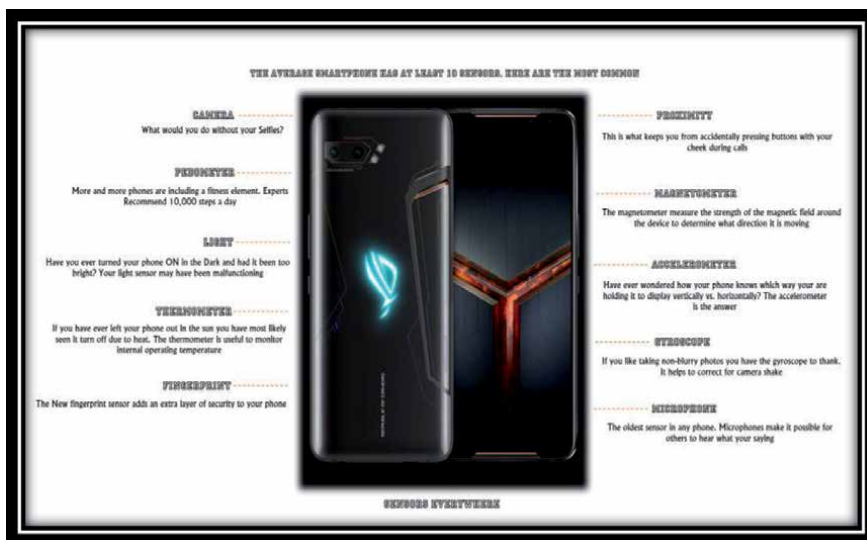 THE AVERAGE SMARTPHONE HAS AT LEAST 10 SENSORS. HERE ARE THE MOST COMMON
CAMERA
What would you do without your Selfies?
PEDOMETER
More and more phones are including a fitness element. Experts
Recommend 10,000 steps a day
LIGHT
Have you ever turned your phone ON in the Dark and had it been too
bright? Your light sensor may have been malfunctioning
THERMOMETER
If you have ever left your phone out In the sun you have most likely
seen it turn off due to heat. The thermometer is useful to monitor
internal operating temperature
FINGERPRINT
The New fingerprint sensor adds an extra layer of security to your phone
REPUBLIC OF GAMERS
PROXIMITY
This is what keeps you from accidentally pressing buttons with your
cheek during calls
MAGNETOMETER
The magnetometer measure the strength of the magnetic field around
the device to determine what direction it is moving
ACCELEROMETER
Have ever wondered how your phone knows which way your are
holding it to display vertically vs. horizontally? The accelerometer
is the answer
GYROSCOPE
If you like taking non-blurry photos you have the gyroscope to thank.
It helps to correct for camera shake
MICROPHONE
The oldest sensor in any phone. Microphones make it possible for
others to hear what your saying
SENSORS EVERYWHERE